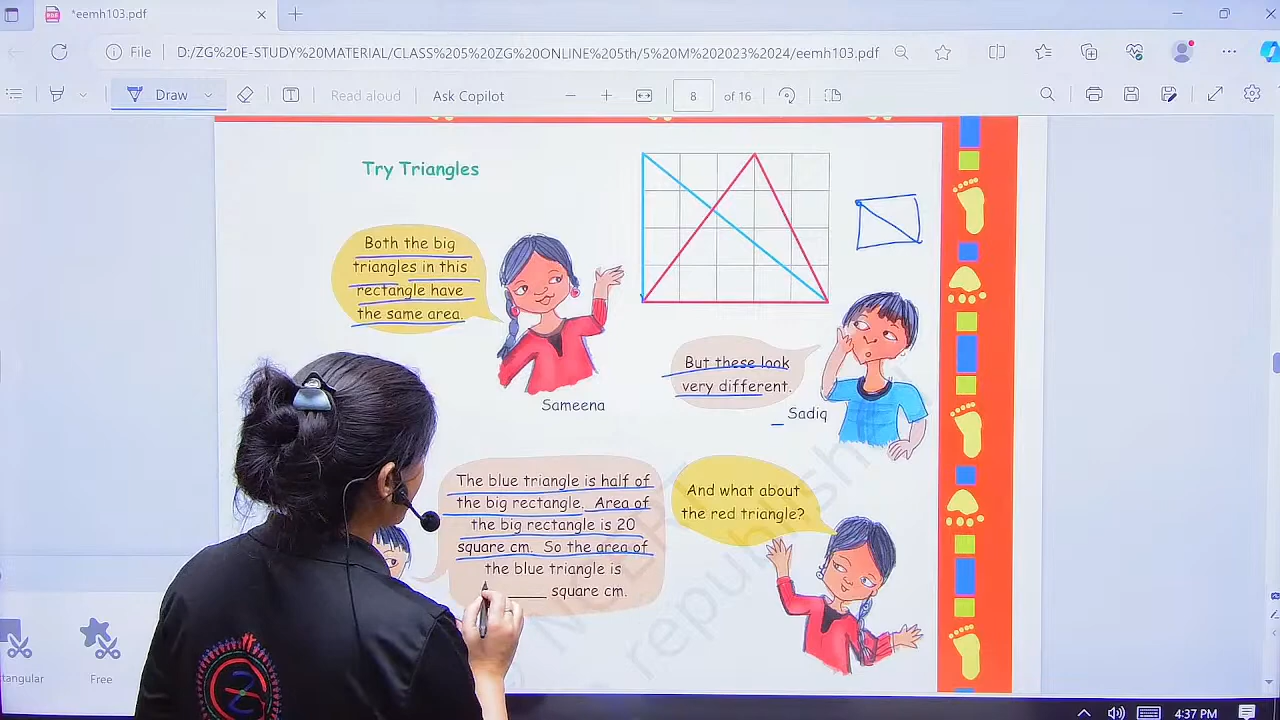 *eemh103.pdf
File
D:/ZG%20E-STUDY%20MATERIAL/CLASS%205%20ZG%20ONLINE%205th/5%20M%202023%2024/eemh103.pdf
Draw
Read aloud
Ask Copilot
8
of 16
Try Triangles
Both the big
triangles in this
rectangle have
the same area.
But these look
very different.
Sameena
Sadiq
The blue triangle is half of
the big rectangle. Area of
the big rectangle is 20
square cm. So the area of
the blue triangle is
____ square cm.
And what about
the red triangle?
Free
4:37 PM